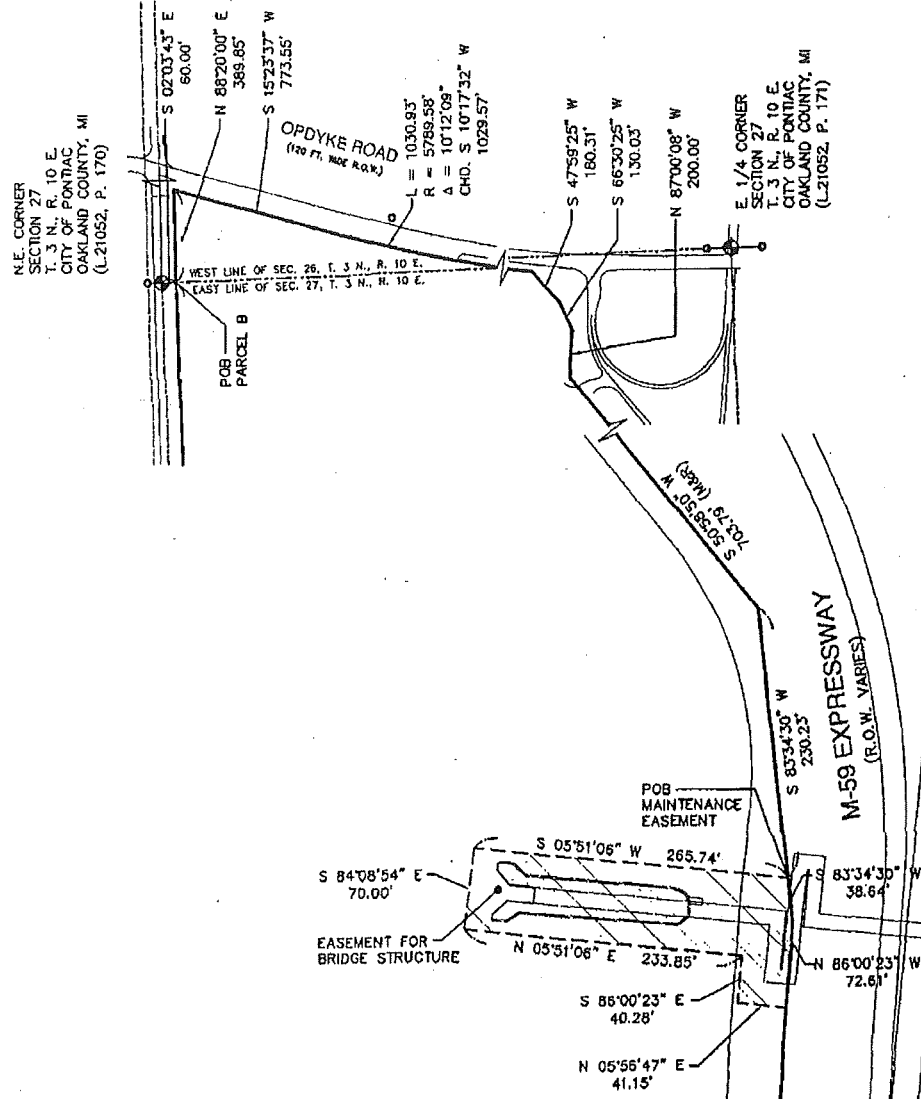 N.E. CORNER
SECTION 27
T. 3 N., R. 10 E.
CITY OF PONTIAC
OAKLAND COUNTY, MI
(L.21052, P. 170)
S 02°03'43" E
60.00'
N 88°20'00" E
389.85'
S 15°23'37" W
773.55'
OPDYKE ROAD
(120 FT. WIDE R.O.W.)
L = 1030.93'
R = 5789.58'
Δ = 10°12'09"
CHD. S 10°17'32" W
1029.57'
WEST LINE OF SEC. 26, T. 3 N., R. 10 E.
EAST LINE OF SEC. 27, T. 3 N., R. 10 E.
POB
PARCEL B
S 47°59'25" W
180.31'
S 66°30'25" W
130.03'
N 87°00'08" W
200.00'
E 1/4 CORNER
SECTION 27
T. 3 N., R. 10 E.
CITY OF PONTIAC
OAKLAND COUNTY, MI
(L.21052, P. 171)
S 50°58'50" W
703.79' (M&R)
S 83°34'30" W
230.23'
M-59 EXPRESSWAY
(R.O.W. VARIES)
POB
MAINTENANCE
EASEMENT
S 05°51'06" W 265.74'
S 84°08'54" E
70.00'
EASEMENT FOR
BRIDGE STRUCTURE
N 05°51'06" E 233.85'
S 83°34'30" W
38.64'
N 86°00'23" W
72.61'
S 86°00'23" E
40.28'
N 05°56'47" E
41.15'